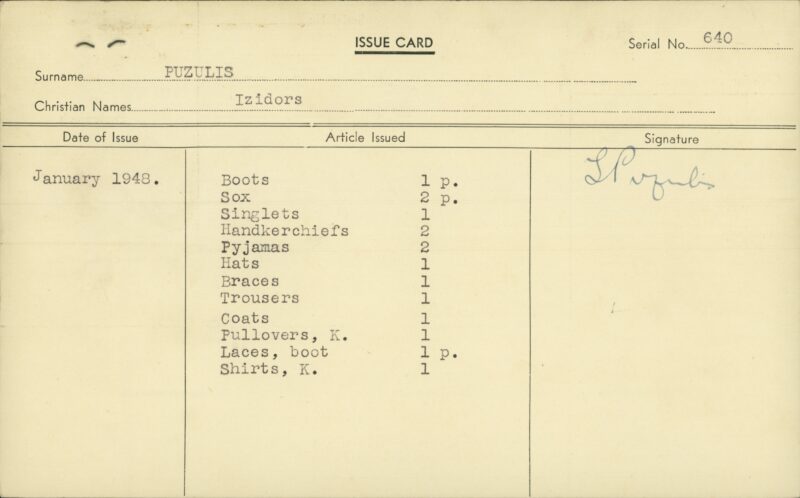 ISSUE CARD
Serial No. 640
Surname PUZULIS
Christian Names Izidors
Date of Issue Article Issued Signature
January 1948. Boots 1 p. I Puzulis
Sox 2 p.
Singlets 1
Handkerchiefs 2
Pyjamas 2
Hats 1
Braces 1
Trousers 1
Coats 1
Pullovers, K. 1
Laces, boot 1 p.
Shirts, K. 1